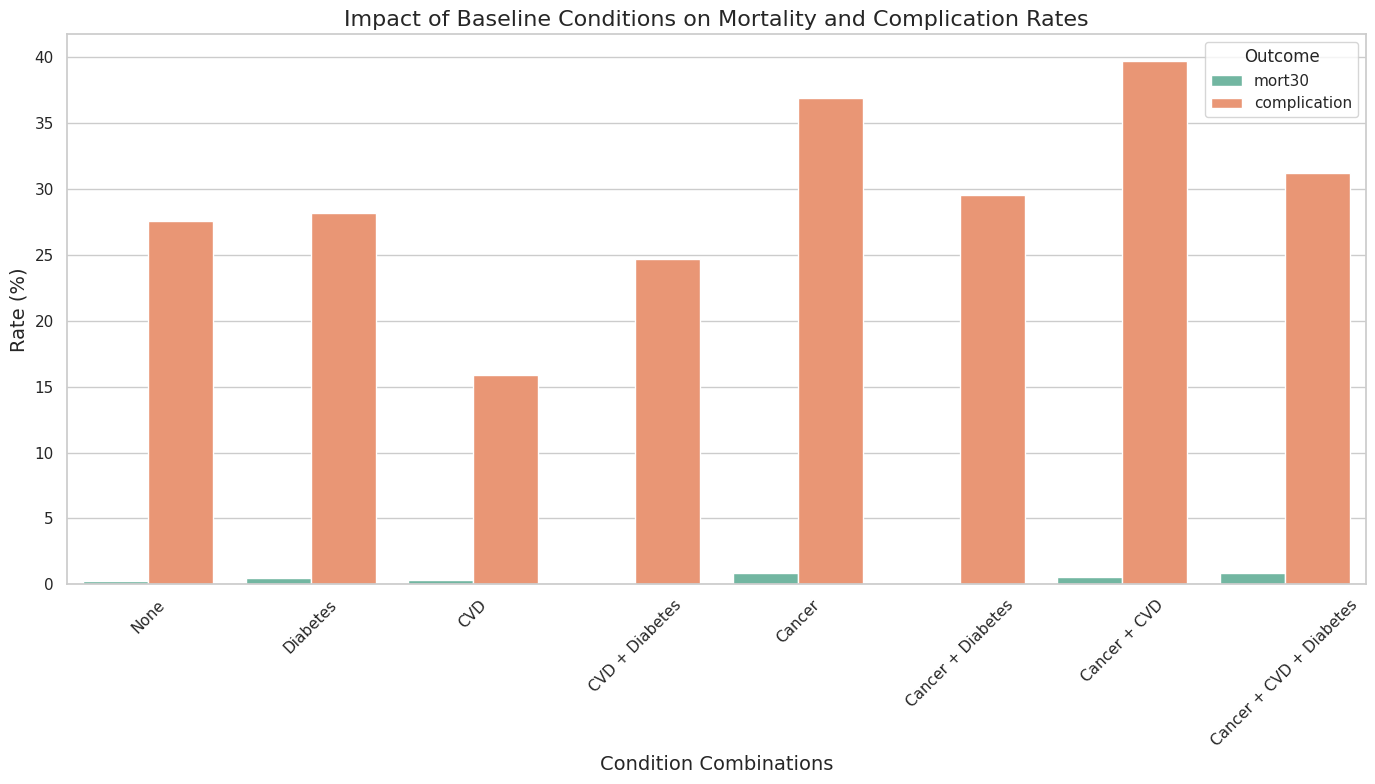 Impact of Baseline Conditions on Mortality and Complication Rates
Outcome
mort30
complication
Rate (%)
40
35
30
25
20
15
10
5
0
None
Diabetes
CVD
CVD + Diabetes
Cancer
Cancer + Diabetes
Cancer + CVD
Cancer + CVD + Diabetes
Condition Combinations